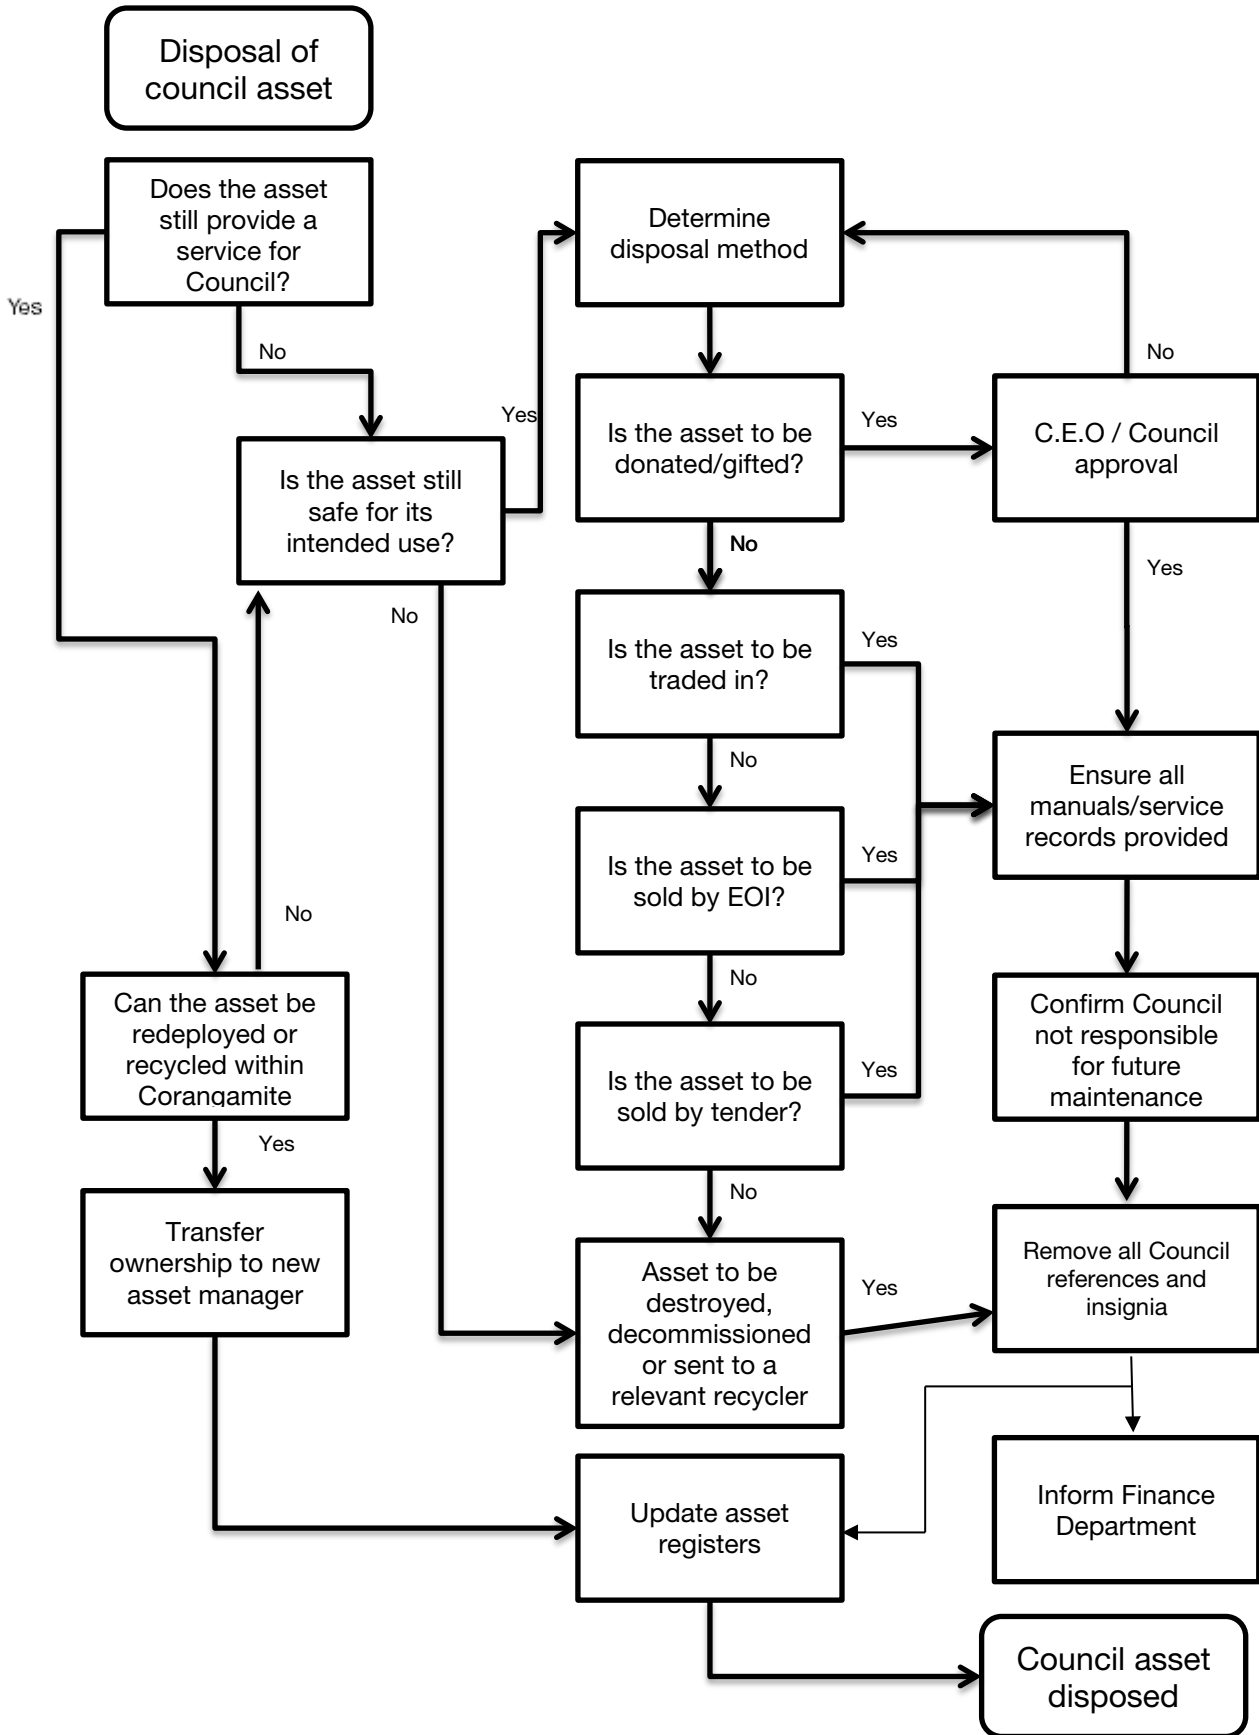 Disposal of
council asset
Does the asset
still provide a
service for
Council?
Yes
No
Is the asset still
safe for its
intended use?
Yes
No
No
Can the asset be
redeployed or
recycled within
Corangamite
Yes
Transfer
ownership to new
asset manager
Determine
disposal method
Is the asset to be
donated/gifted?
Yes
No
C.E.O / Council
approval
No
Yes
Is the asset to be
traded in?
Yes
No
Is the asset to be
sold by EOI?
Yes
No
Is the asset to be
sold by tender?
Yes
No
Asset to be
destroyed,
decommissioned
or sent to a
relevant recycler
Yes
Ensure all
manuals/service
records provided
Confirm Council
not responsible
for future
maintenance
Remove all Council
references and
insignia
Inform Finance
Department
Update asset
registers
Council asset
disposed